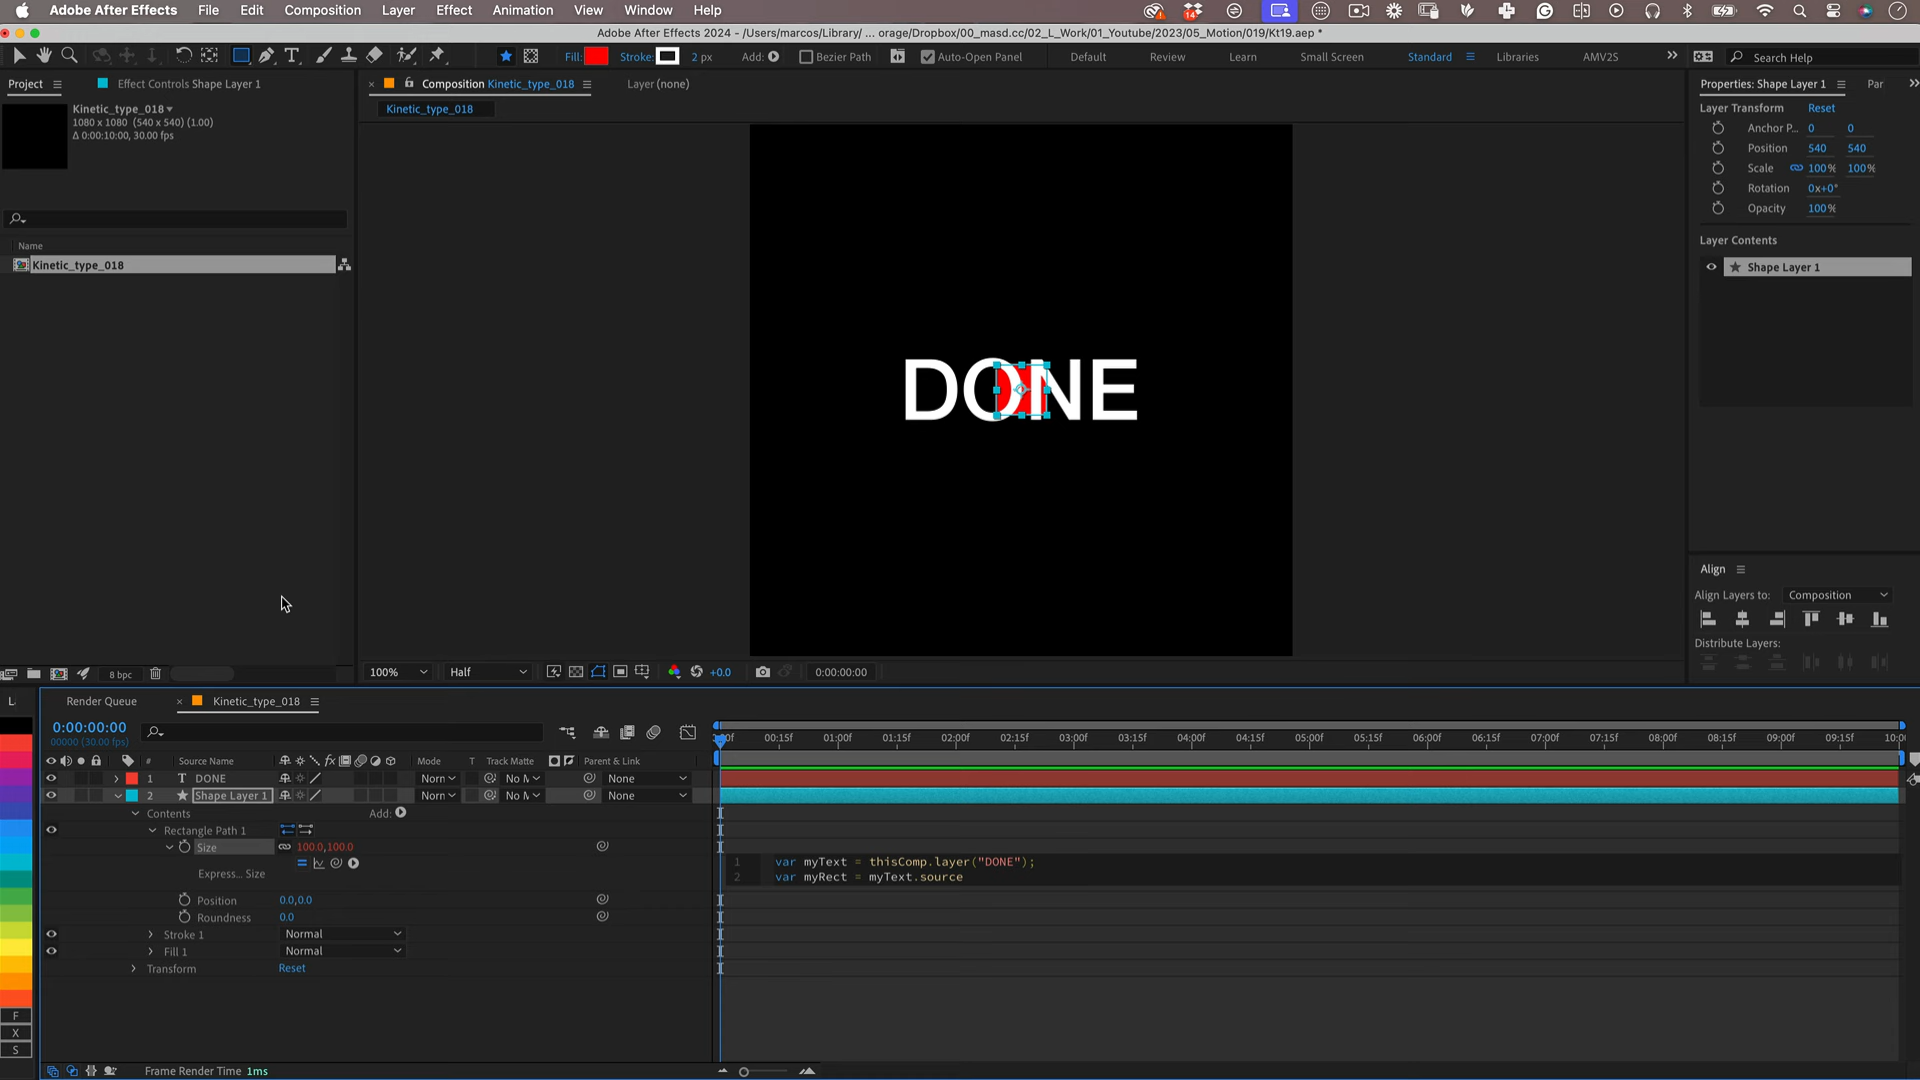 Adobe After Effects File Edit Composition Layer Effect Animation View Window Help
Adobe After Effects 2024 - /Users/marcos/Library/ ... orage/Dropbox/00_masd.cc/02_L_Work/01_Youtube/2023/05_Motion/019/Kt19.aep *
Fill: Stroke: 2 px Add: Bezier Path Auto-Open Panel Default Review Learn Small Screen Standard Libraries AMV2S Search Help
Project Effect Controls Shape Layer 1
Composition Kinetic_type_018 Layer (none)
Properties: Shape Layer 1 Par
Kinetic_type_018
1080 x 1080 (540 x 540) (1.00)
Δ 0:00:10:00, 30.00 fps
Kinetic_type_018
Layer Transform Reset
Anchor P... 0 0
Position 540 540
Scale 100% 100%
Rotation 0x+0°
Opacity 100%
Layer Contents
Shape Layer 1
Name
Kinetic_type_018
DONE
Align
Align Layers to: Composition
Distribute Layers:
8 bpc
100% Half +0.0 0:00:00:00
L Render Queue Kinetic_type_018
0:00:00:00
00000 (30.00 fps)
00:15f 01:00f 01:15f 02:00f 02:15f 03:00f 03:15f 04:00f 04:15f 05:00f 05:15f 06:00f 06:15f 07:00f 07:15f 08:00f 08:15f 09:00f 09:15f
# Source Name Mode T Track Matte Parent & Link
1 T DONE Norn No M None
2 Shape Layer 1 Norn No M None
Contents Add:
Rectangle Path 1
Size 100.0,100.0
Express... Size
1 var myText = thisComp.layer("DONE");
2 var myRect = myText.source
Position 0.0,0.0
Roundness 0.0
Stroke 1 Normal
Fill 1 Normal
Transform Reset
F
X
S
Frame Render Time 1ms